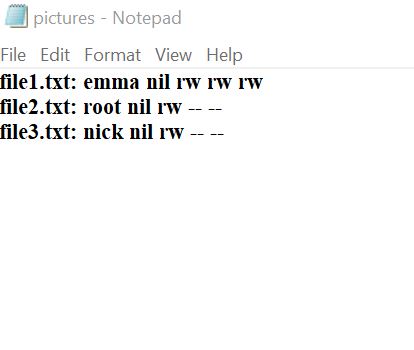 pictures - Notepad
File Edit Format View Help
file1.txt: emma nil rw rw rw
file2.txt: root nil rw -- --
file3.txt: nick nil rw -- --